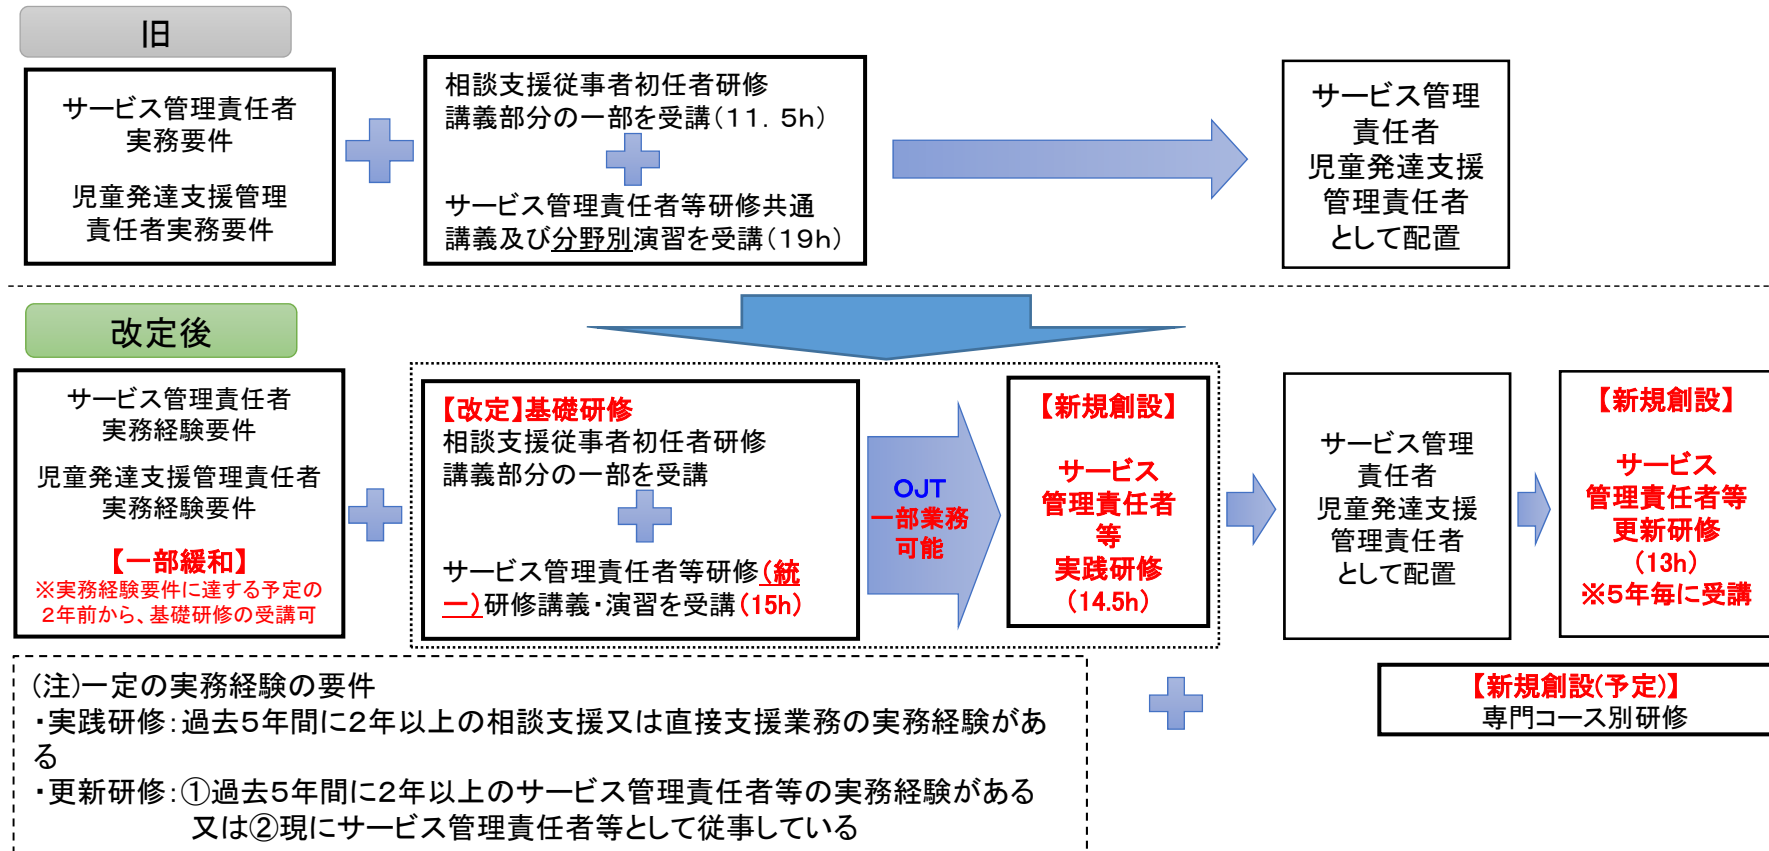 旧
サービス管理責任者
実務要件
児童発達支援管理
責任者実務要件
相談支援従事者初任者研修
講義部分の一部を受講(11．5h)
サービス管理責任者等研修共通
講義及び分野別演習を受講(19h)
サービス管理
責任者
児童発達支援
管理責任者
として配置
改定後
サービス管理責任者
実務経験要件
児童発達支援管理責任者
実務経験要件
【一部緩和】
※実務経験要件に達する予定の
2年前から、基礎研修の受講可
【改定】基礎研修
相談支援従事者初任者研修
講義部分の一部を受講
サービス管理責任者等研修(統
一)研修講義・演習を受講(15h)
OJT
一部業務
可能
【新規創設】
サービス
管理責任者
等
実践研修
(14.5h)
サービス管理
責任者
児童発達支援
管理責任者
として配置
【新規創設】
サービス
管理責任者等
更新研修
(13h)
※5年毎に受講
(注)一定の実務経験の要件
・実践研修：過去5年間に2年以上の相談支援又は直接支援業務の実務経験があ
る
・更新研修：①過去5年間に2年以上のサービス管理責任者等の実務経験がある
又は②現にサービス管理責任者等として従事している
【新規創設(予定)】
専門コース別研修